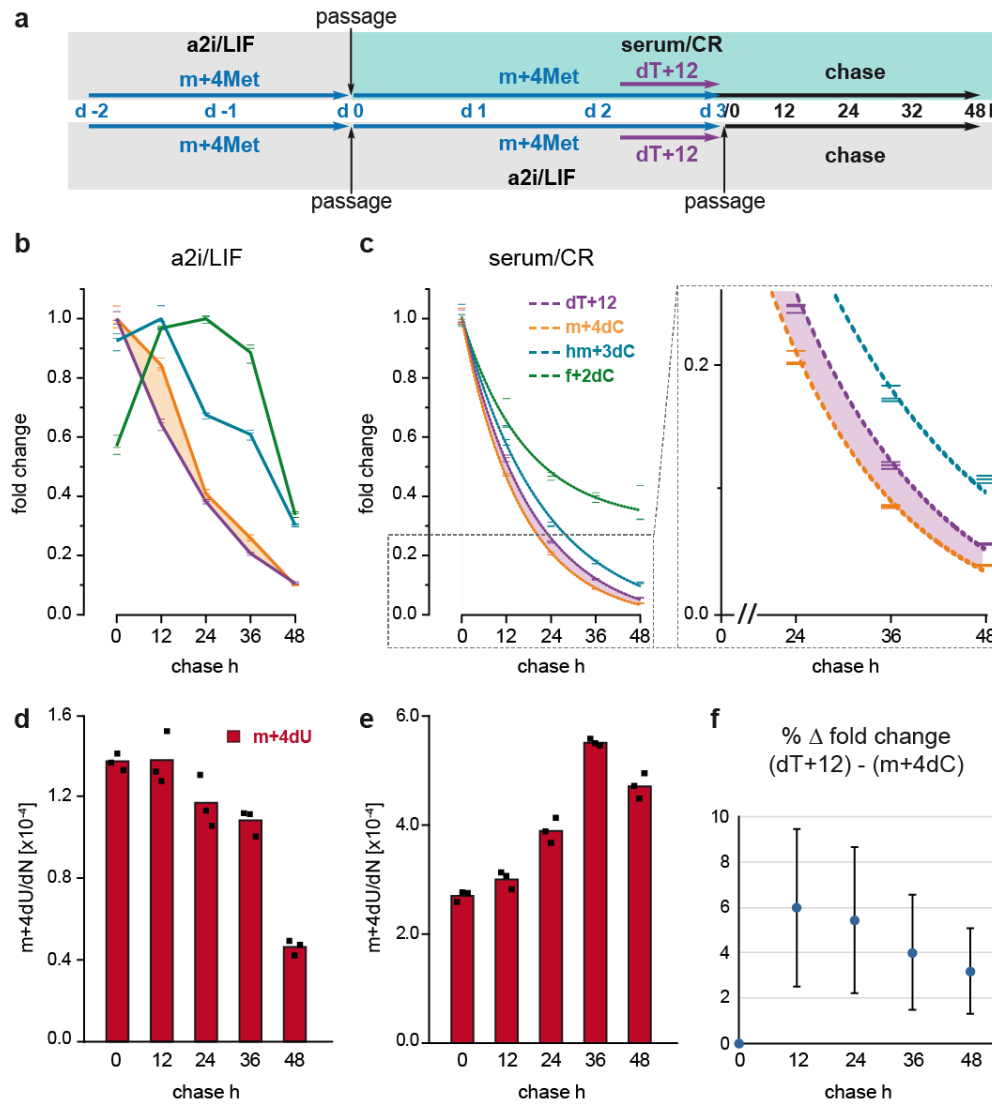 a
passage
a2i/LIF
serum/CR
m+4Met
m+4Met
dT+12
chase
d -2
d -1
d 0
d 1
d 2
d 3
/0
12
24
32
48
m+4Met
m+4Met
dT+12
chase
a2i/LIF
passage
passage
b
a2i/LIF
fold change
1.0
0.8
0.6
0.4
0.2
0.0
0
12
24
36
48
chase h
c
serum/CR
dT+12
m+4dC
hm+3dC
f+2dC
fold change
1.0
0.8
0.6
0.4
0.2
0.0
0
12
24
36
48
chase h
0.2
0.0
0
//
24
36
48
chase h
d
m+4dU
m+4dU/dN [x10-4]
1.6
1.2
0.8
0.4
0.0
0
12
24
36
48
chase h
e
m+4dU/dN [x10-4]
6.0
4.0
2.0
0.0
0
12
24
36
48
chase h
f
% Δ fold change
(dT+12) - (m+4dC)
10
8
6
4
2
0
0
12
24
36
48
chase h